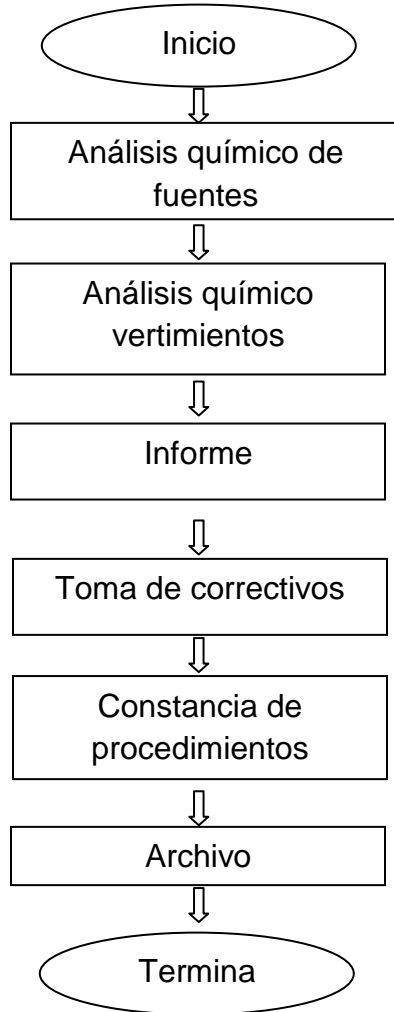 Inicio
Análisis químico de
fuentes
Análisis químico
vertimientos
Informe
Toma de correctivos
Constancia de
procedimientos
Archivo
Termina